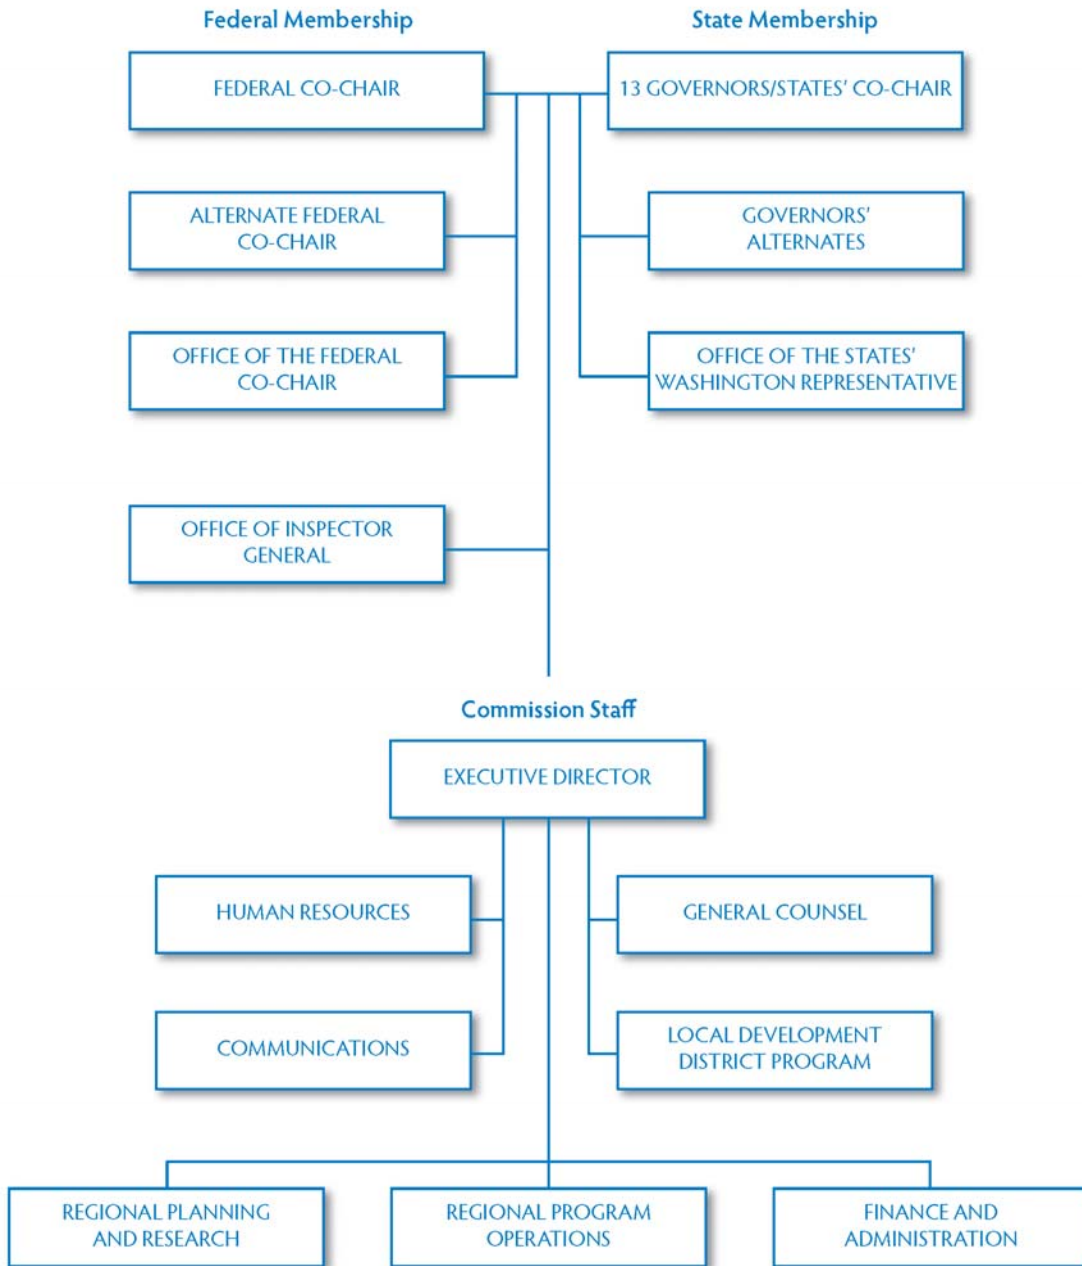 Federal Membership
State Membership
FEDERAL CO-CHAIR
13 GOVERNORS/STATES’ CO-CHAIR
ALTERNATE FEDERAL
CO-CHAIR
GOVERNORS’
ALTERNATES
OFFICE OF THE FEDERAL
CO-CHAIR
OFFICE OF THE STATES’
WASHINGTON REPRESENTATIVE
OFFICE OF INSPECTOR
GENERAL
Commission Staff
EXECUTIVE DIRECTOR
HUMAN RESOURCES
GENERAL COUNSEL
COMMUNICATIONS
LOCAL DEVELOPMENT
DISTRICT PROGRAM
REGIONAL PLANNING
AND RESEARCH
REGIONAL PROGRAM
OPERATIONS
FINANCE AND
ADMINISTRATION